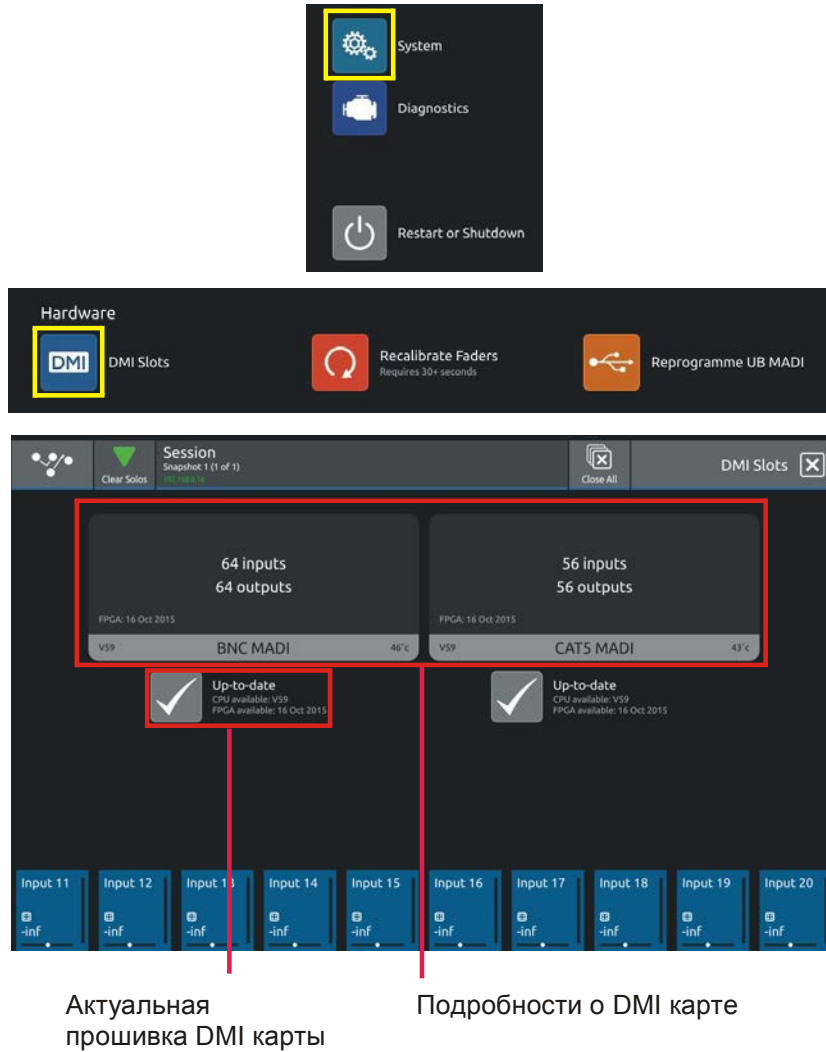 System
Diagnostics
Restart or Shutdown
Hardware
DMI
DMI Slots
Recalibrate Faders
Requires 30+ seconds
Reprogramme UB MADI
Clear Solos
Session
Snapshot 1 (1 of 1)
Close All
DMI Slots
64 inputs
64 outputs
FPGA: 16 Oct 2015
V59
BNC MADI
46°c
56 inputs
56 outputs
FPGA: 16 Oct 2015
V59
CAT5 MADI
43°c
Up-to-date
CPU available: V59
FPGA available: 16 Oct 2015
Up-to-date
CPU available: V59
FPGA available: 16 Oct 2015
Input 11 Input 12 Input 13 Input 14 Input 15 Input 16 Input 17 Input 18 Input 19 Input 20
-inf -inf -inf -inf -inf -inf -inf -inf -inf -inf
Актуальная
прошивка DMI карты
Подробности о DMI карте